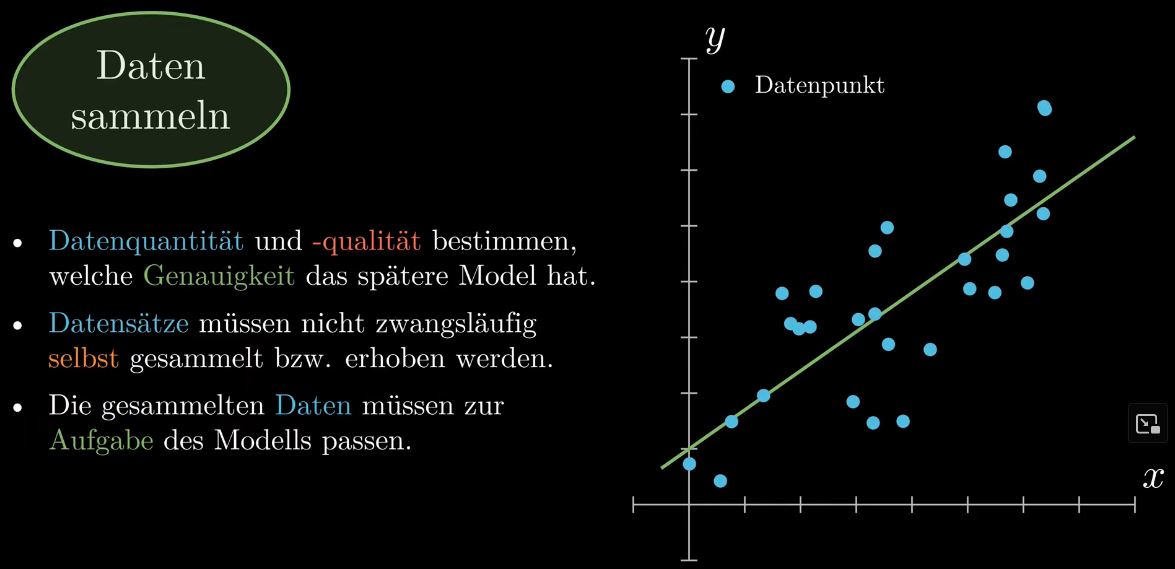 Daten
sammeln
Datenquantität und -qualität bestimmen,
welche Genauigkeit das spätere Model hat.
Datensätze müssen nicht zwangsläufig
selbst gesammelt bzw. erhoben werden.
Die gesammelten Daten müssen zur
Aufgabe des Modells passen.
y
Datenpunkt
x